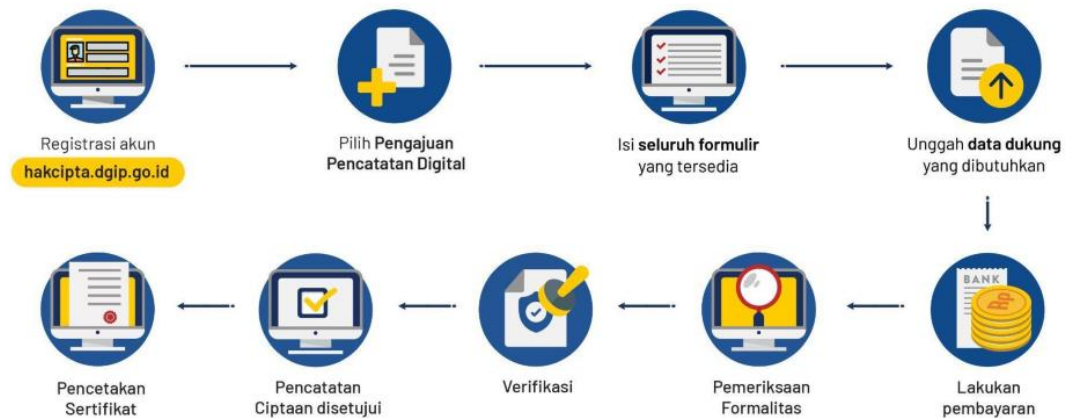 Registrasi akun
hakcipta.dgip.go.id
Pilih Pengajuan
Pencatatan Digital
Isi seluruh formulir
yang tersedia
Unggah data dukung
yang dibutuhkan
BANK
Rp
Lakukan
pembayaran
Pemeriksaan
Formalitas
Verifikasi
Pencatatan
Ciptaan disetujui
Pencetakan
Sertifikat